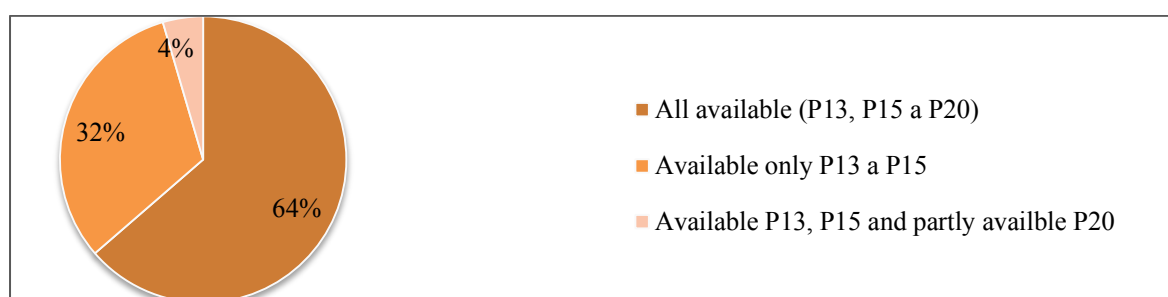 4%
32%
64%
All available (P13, P15 a P20)
Available only P13 a P15
Available P13, P15 and partly availble P20